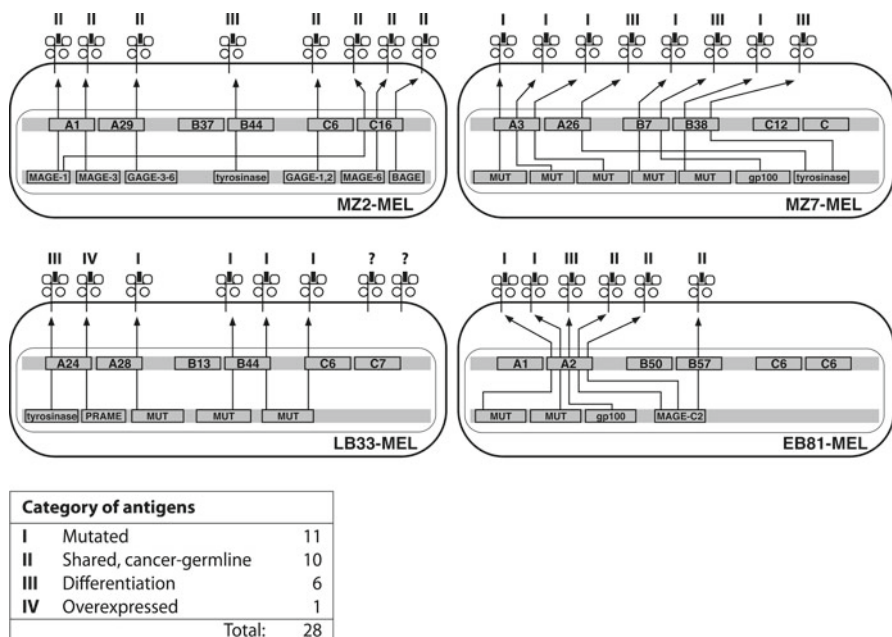 II II II III II II II II
A1 A29 B37 B44 C6 C16
MAGE-1 MAGE-3 GAGE-3-6 tyrosinase GAGE-1,2 MAGE-6 BAGE
MZ2-MEL
I I I III I III I III
A3 A26 B7 B38 C12 C
MUT MUT MUT MUT MUT gp100 tyrosinase
MZ7-MEL
III IV I I I I ? ?
A24 A28 B13 B44 C6 C7
tyrosinase PRAME MUT MUT MUT
LB33-MEL
I I III II II II
A1 A2 B50 B57 C6 C6
MUT MUT gp100 MAGE-C2
EB81-MEL
Category of antigens
I Mutated 11
II Shared, cancer-germline 10
III Differentiation 6
IV Overexpressed 1
Total: 28